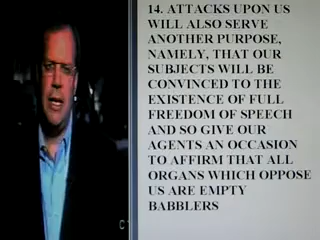 14. ATTACKS UPON US
WILL ALSO SERVE
ANOTHER PURPOSE,
NAMELY, THAT OUR
SUBJECTS WILL BE
CONVINCED TO THE
EXISTENCE OF FULL
FREEDOM OF SPEECH
AND SO GIVE OUR
AGENTS AN OCCASION
TO AFFIRM THAT ALL
ORGANS WHICH OPPOSE
US ARE EMPTY
BABBLERS